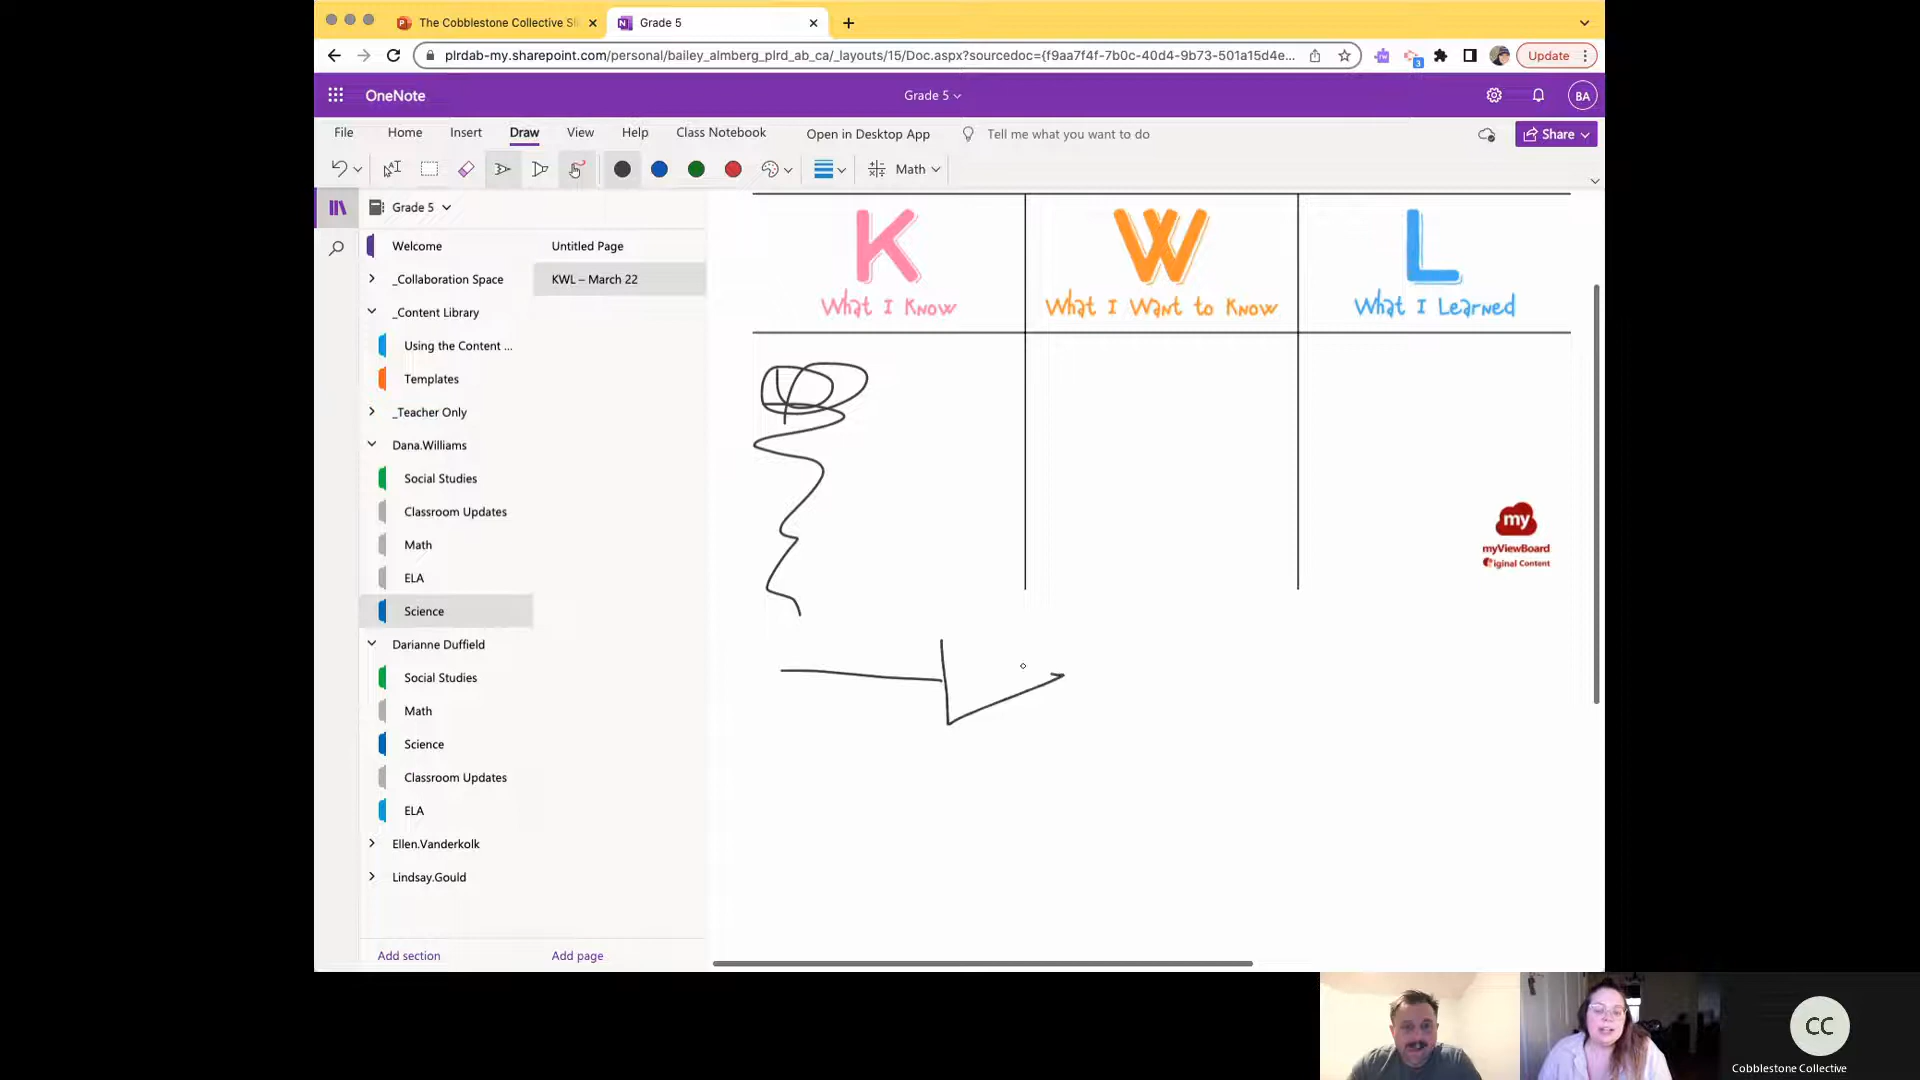 The Cobblestone Collective Sl
Grade 5
plrdab-my.sharepoint.com/personal/bailey_almberg_plrd_ab_ca/_layouts/15/Doc.aspx?sourcedoc={f9aa7f4f-7b0c-40d4-9b73-501a15d4e...
3
Update
OneNote
Grade 5
BA
File Home Insert Draw View Help Class Notebook Open in Desktop App Tell me what you want to do
Share
Math
Grade 5
Welcome
_Collaboration Space
_Content Library
Using the Content ...
Templates
_Teacher Only
Dana.Williams
Social Studies
Classroom Updates
Math
ELA
Science
Darianne Duffield
Social Studies
Math
Science
Classroom Updates
ELA
Ellen.Vanderkolk
Lindsay.Gould
Add section
Untitled Page
KWL – March 22
Add page
K W L
What I Know What I Want to Know What I Learned
my
myViewBoard
riginal Content
CC
Cobblestone Collective